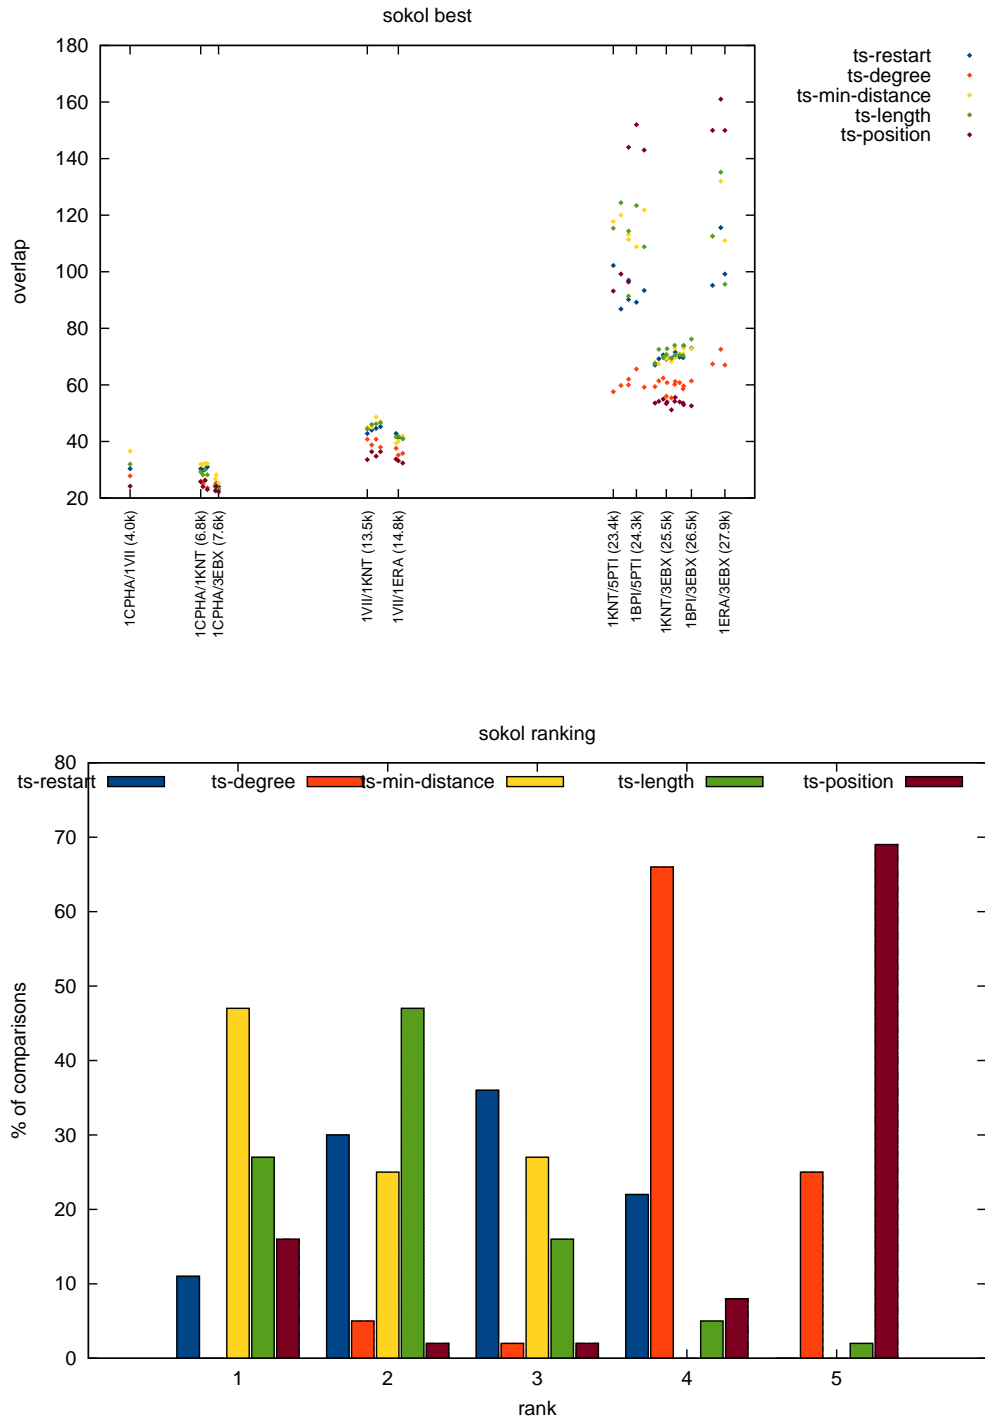 sokol best
180
160
140
120
100
80
60
40
20
overlap
1CPHA/1VII (4.0k)
1CPHA/1KNT (6.8k)
1CPHA/3EBX (7.6k)
1VII/1KNT (13.5k)
1VII/1ERA (14.8k)
1KNT/5PTI (23.4k)
1BPI/5PTI (24.3k)
1KNT/3EBX (25.5k)
1BPI/3EBX (26.5k)
1ERA/3EBX (27.9k)
ts-restart
ts-degree
ts-min-distance
ts-length
ts-position
sokol ranking
80
70
60
50
40
30
20
10
0
% of comparisons
ts-restart ts-degree ts-min-distance ts-length ts-position
1 2 3 4 5
rank